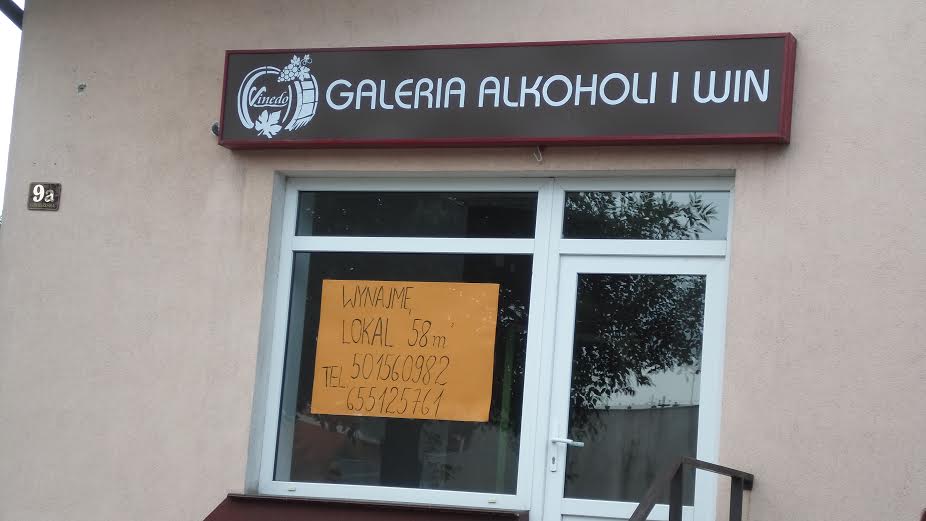 Vinedo
GALERIA ALKOHOLI I WIN
9a
WYNAJMĘ
LOKAL 58m²
TEL. 501560982
655125761